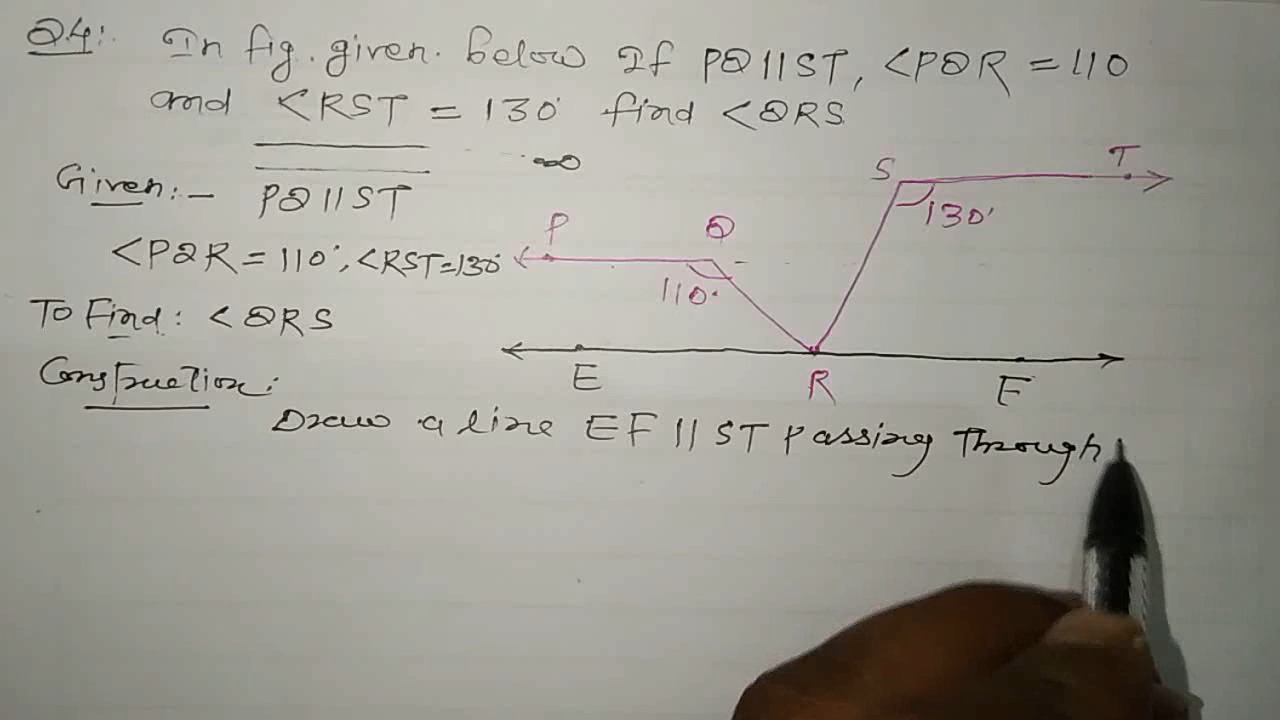 Q4:. In fig. given. below If PQ||ST, <PQR = 110
and <RST = 130° find <QRS
Given:- PQ||ST
<PQR = 110°, <RST=130°
To Find: <QRS
Construction:
Draw a line EF || ST Passing Through
P
Q
110°
S
T
130°
E
R
F